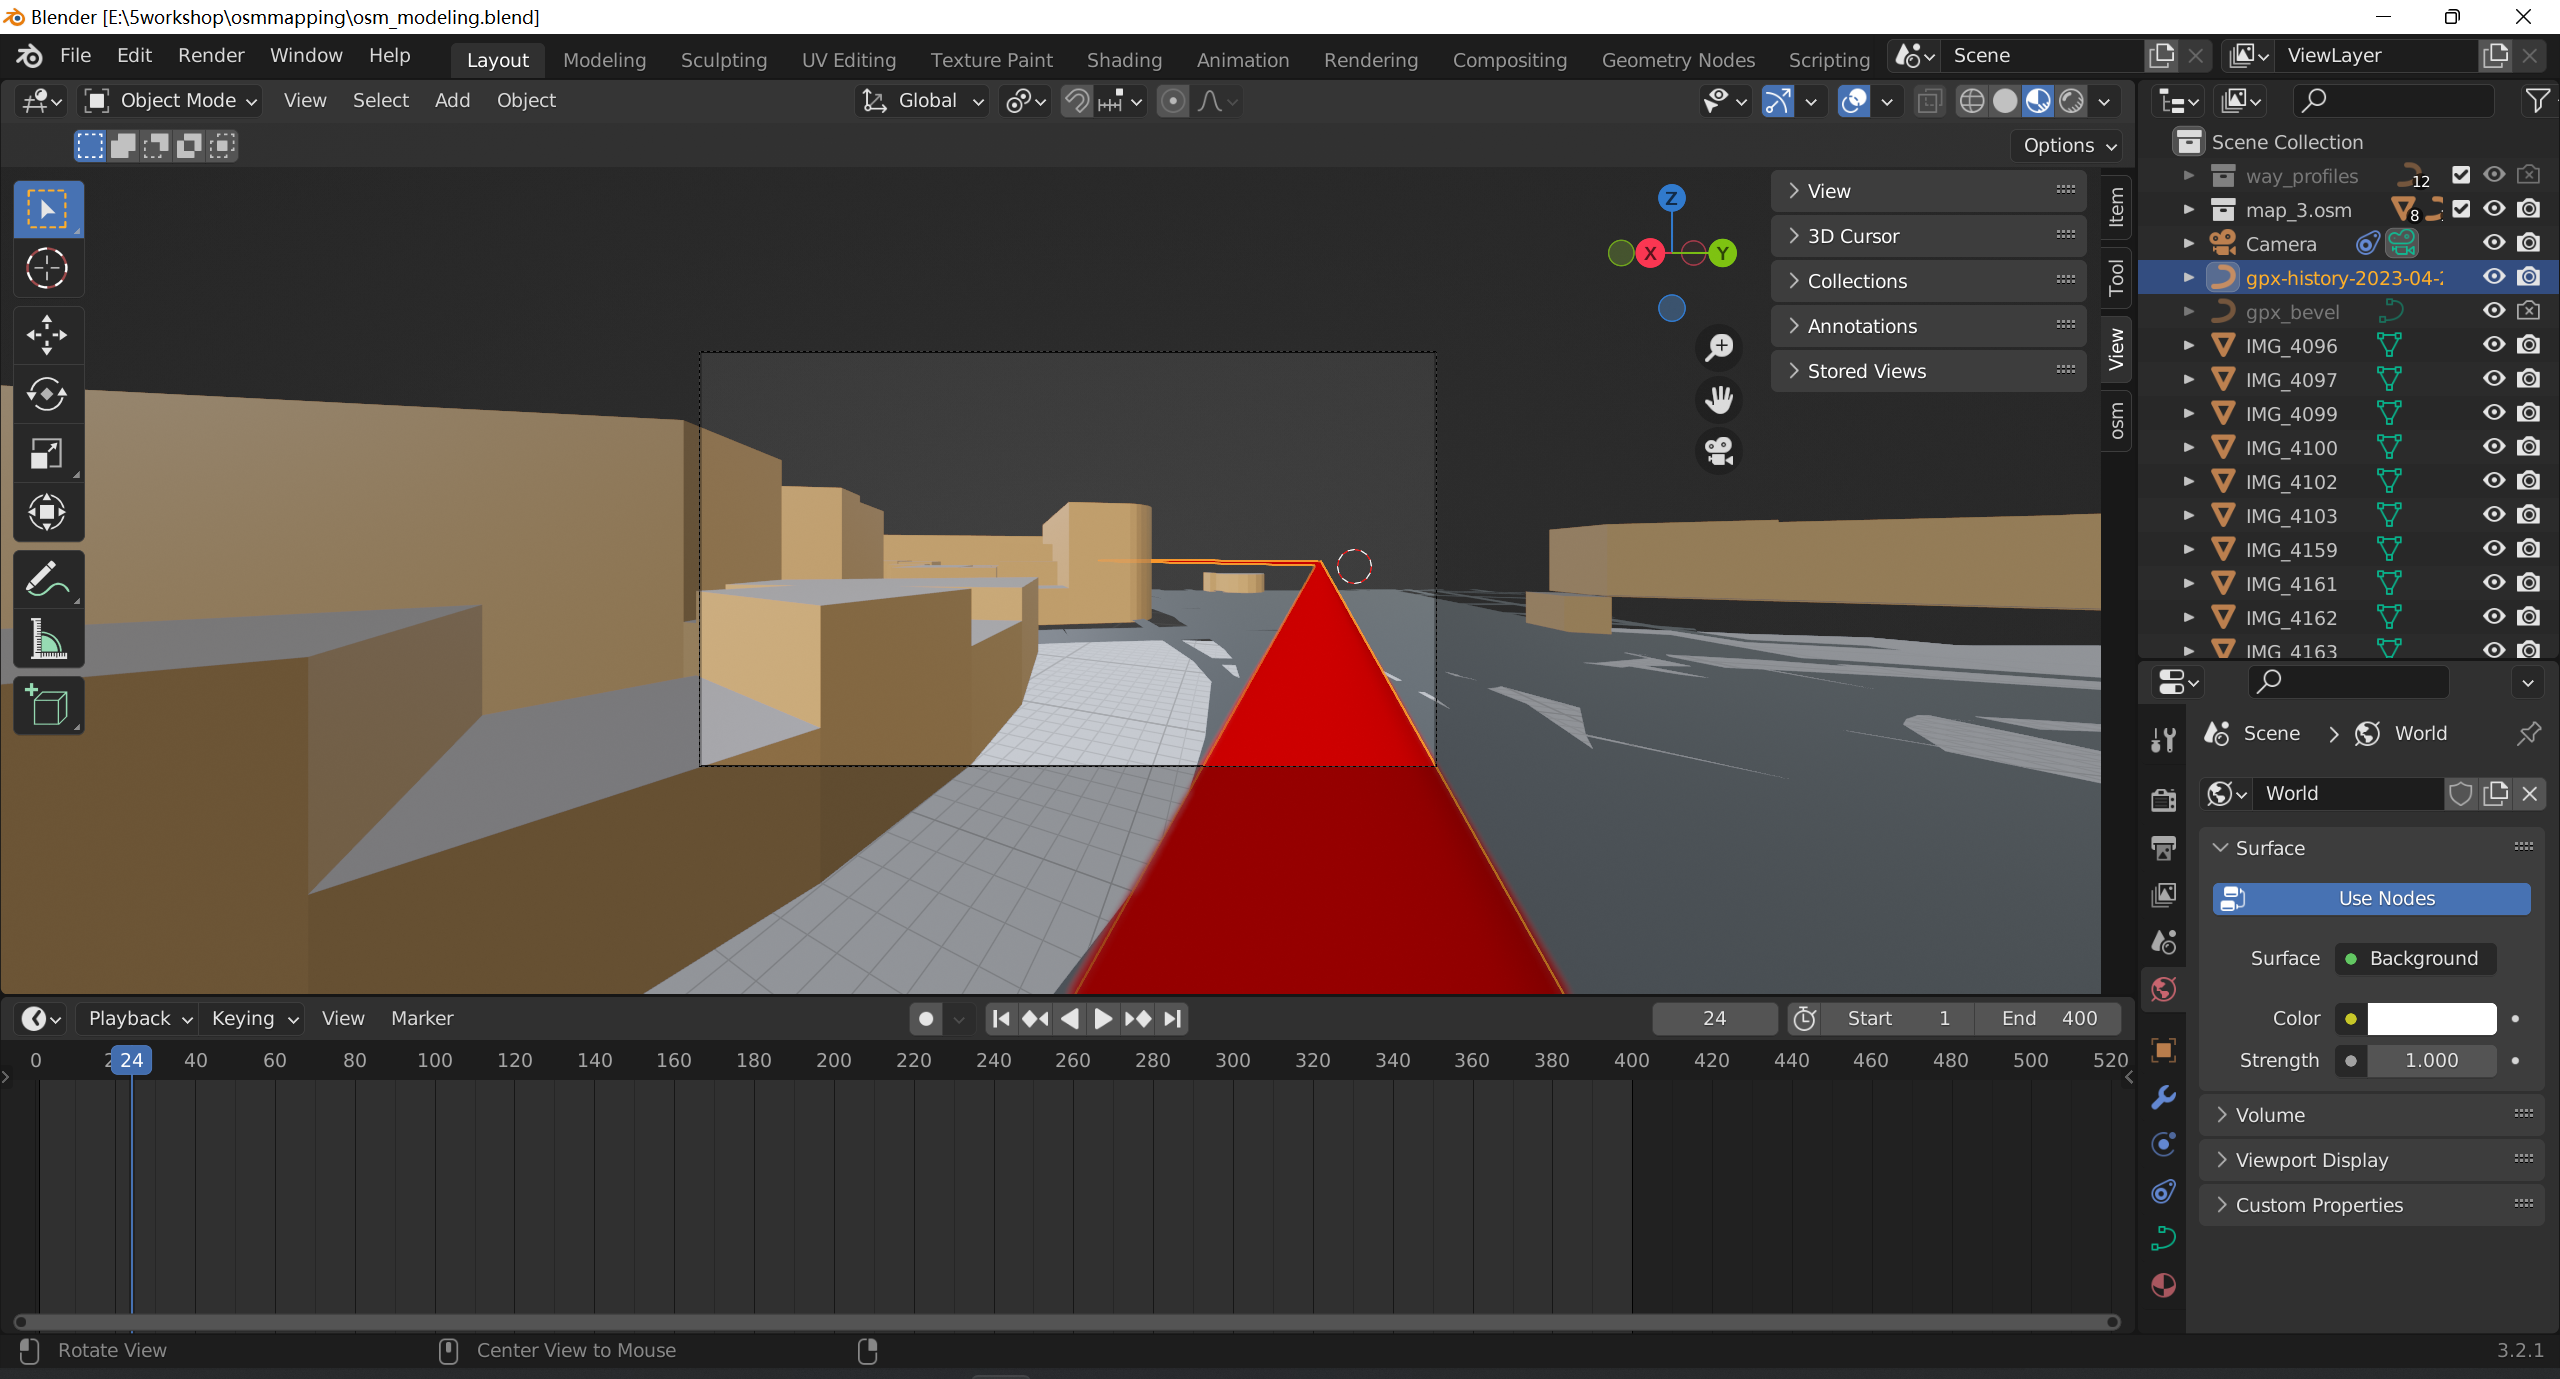 Blender [E:\5workshop\osmmapping\osm_modeling.blend]
File Edit Render Window Help Layout Modeling Sculpting UV Editing Texture Paint Shading Animation Rendering Compositing Geometry Nodes Scripting Scene ViewLayer
Object Mode View Select Add Object Global
Options
Scene Collection
way_profiles 12
map_3.osm 8
Camera
gpx-history-2023-04-
gpx_bevel
IMG_4096
IMG_4097
IMG_4099
IMG_4100
IMG_4102
IMG_4103
IMG_4159
IMG_4161
IMG_4162
IMG_4163
Z
X
Y
View
3D Cursor
Collections
Annotations
Stored Views
Item
Tool
View
osm
Scene > World
World
Surface
Use Nodes
Surface Background
Color
Strength 1.000
Volume
Viewport Display
Custom Properties
Playback Keying View Marker 24 Start 1 End 400
0 24 40 60 80 100 120 140 160 180 200 220 240 260 280 300 320 340 360 380 400 420 440 460 480 500 520
Rotate View Center View to Mouse 3.2.1